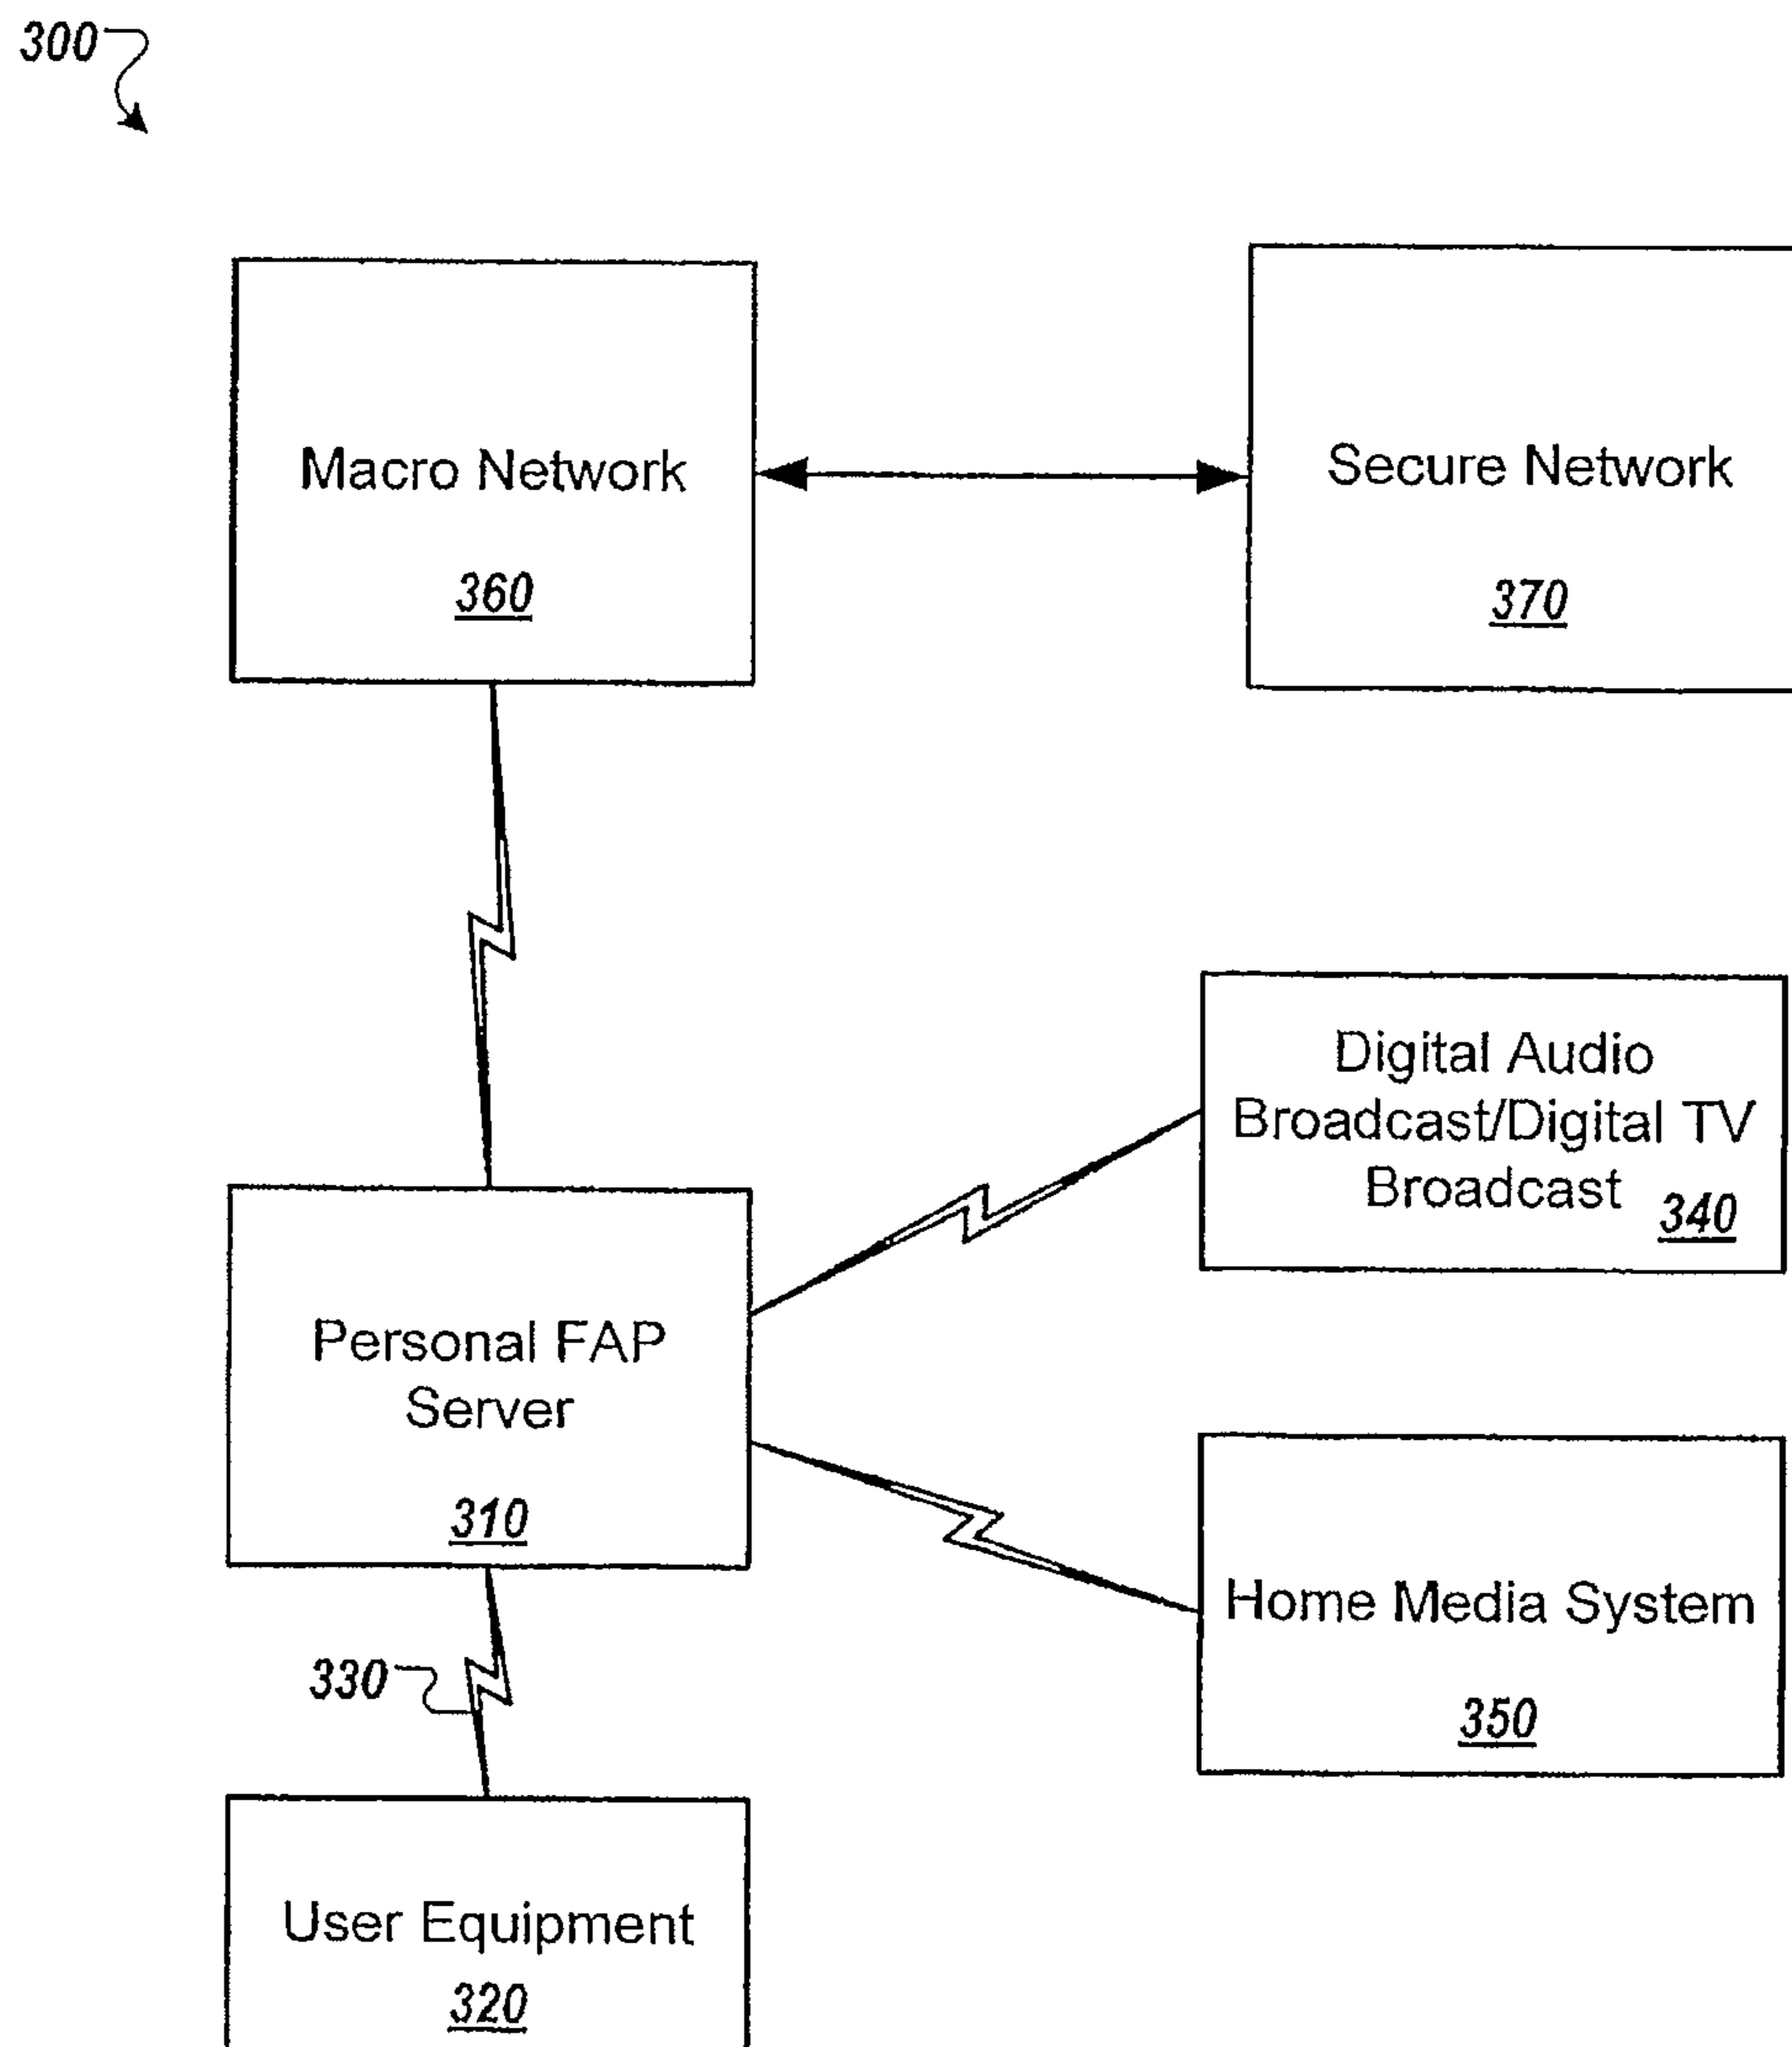 300
Macro Network
360
Secure Network
370
Digital Audio
Broadcast/Digital TV
Broadcast
340
Personal FAP
Server
310
Home Media System
350
330
User Equipment
320